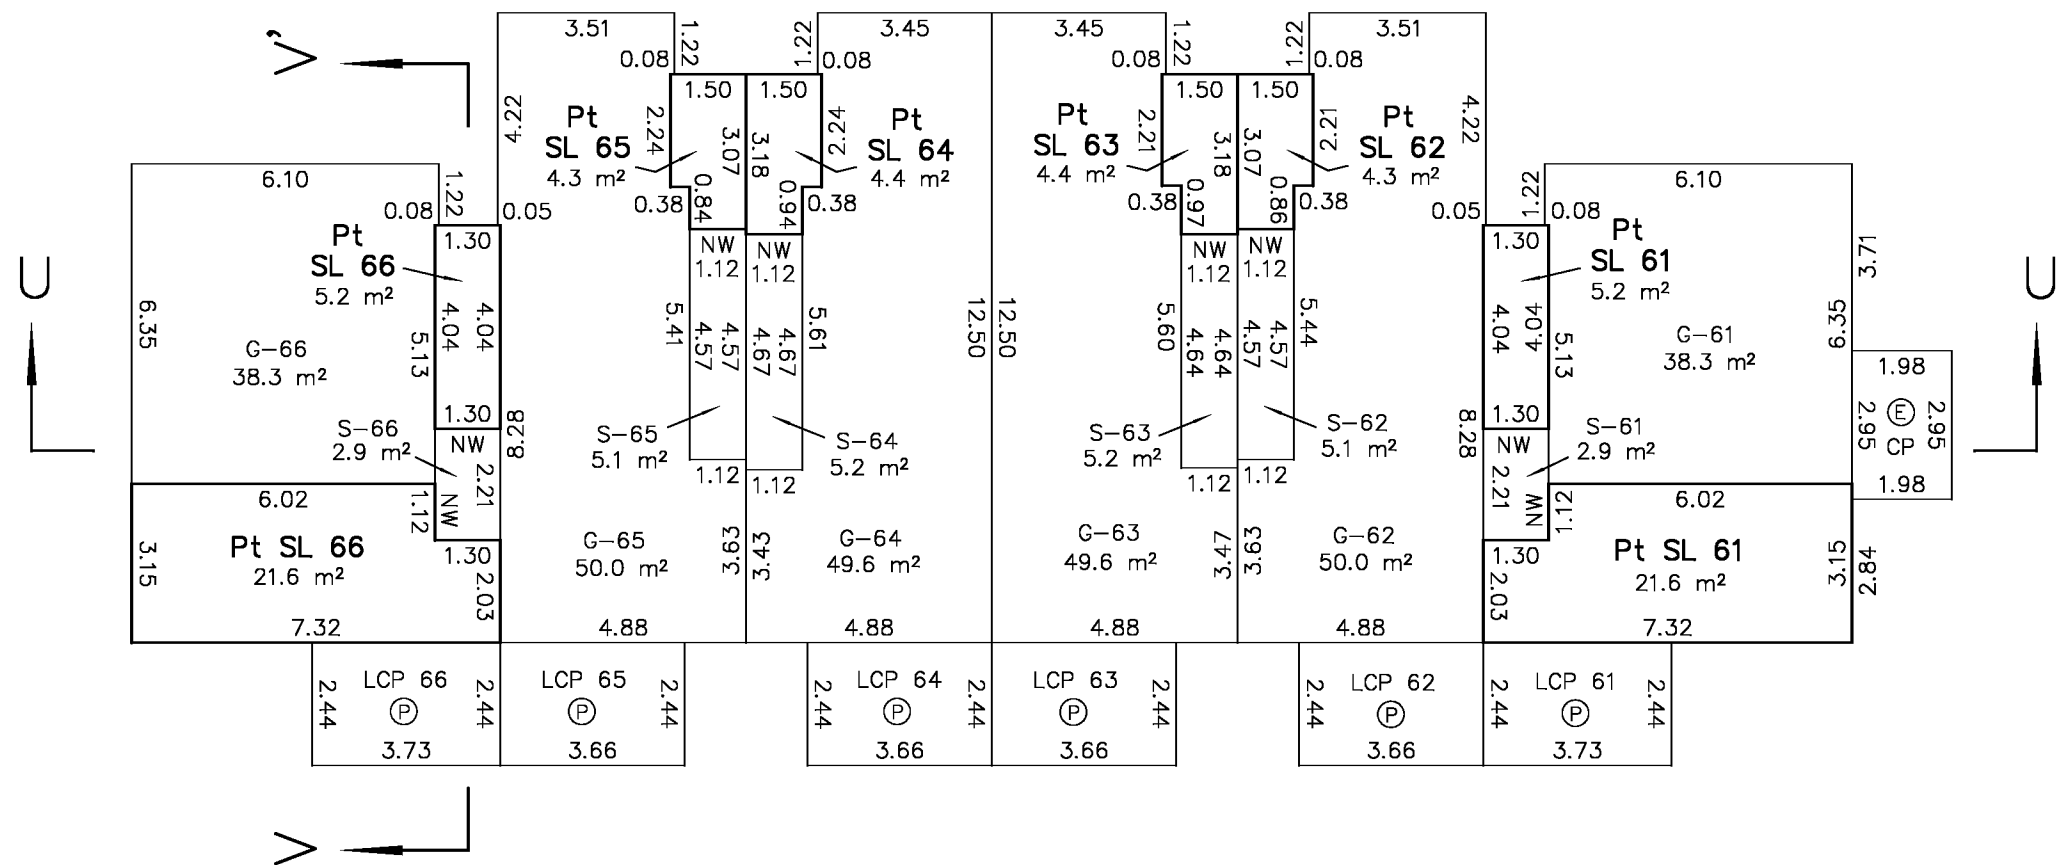 V'
3.51
1.22
0.08
1.22
0.08
3.45
3.45
1.22
0.08
1.22
0.08
3.51
4.22
Pt
SL 65
4.3 m²
2.24
1.50
3.07
1.50
3.18
2.24
Pt
SL 64
4.4 m²
Pt
SL 63
4.4 m²
2.21
1.50
3.18
1.50
3.07
2.21
Pt
SL 62
4.3 m²
4.22
0.38
0.84
0.94
0.38
0.38
0.97
0.86
0.38
6.10
1.22
0.08
0.05
0.05
1.22
0.08
6.10
Pt
SL 66
5.2 m²
1.30
1.30
Pt
SL 61
5.2 m²
3.71
U
U
6.35
G-66
38.3 m²
5.13
4.04
4.04
1.30
NW
1.12
NW
1.12
5.41
4.57
4.57
4.67
4.67
5.61
12.50
12.50
NW
1.12
NW
1.12
5.60
4.64
4.64
4.57
4.57
5.44
4.04
4.04
5.13
1.30
G-61
38.3 m²
6.35
1.98
2.95
E
CP
2.95
1.98
S-66
2.9 m²
NW
2.21
NW
8.28
S-65
5.1 m²
1.12
1.12
S-64
5.2 m²
S-63
5.2 m²
1.12
1.12
S-62
5.1 m²
8.28
NW
2.21
NW
S-61
2.9 m²
6.02
1.12
3.15
Pt SL 66
21.6 m²
1.30
2.03
7.32
G-65
50.0 m²
3.63
4.88
3.43
G-64
49.6 m²
4.88
G-63
49.6 m²
3.47
4.88
3.63
G-62
50.0 m²
4.88
6.02
1.12
1.30
2.03
Pt SL 61
21.6 m²
3.15
2.84
7.32
2.44
LCP 66
P
2.44
3.73
LCP 65
P
2.44
3.66
2.44
LCP 64
P
2.44
3.66
LCP 63
P
2.44
3.66
2.44
LCP 62
P
2.44
3.66
LCP 61
P
2.44
3.73
V